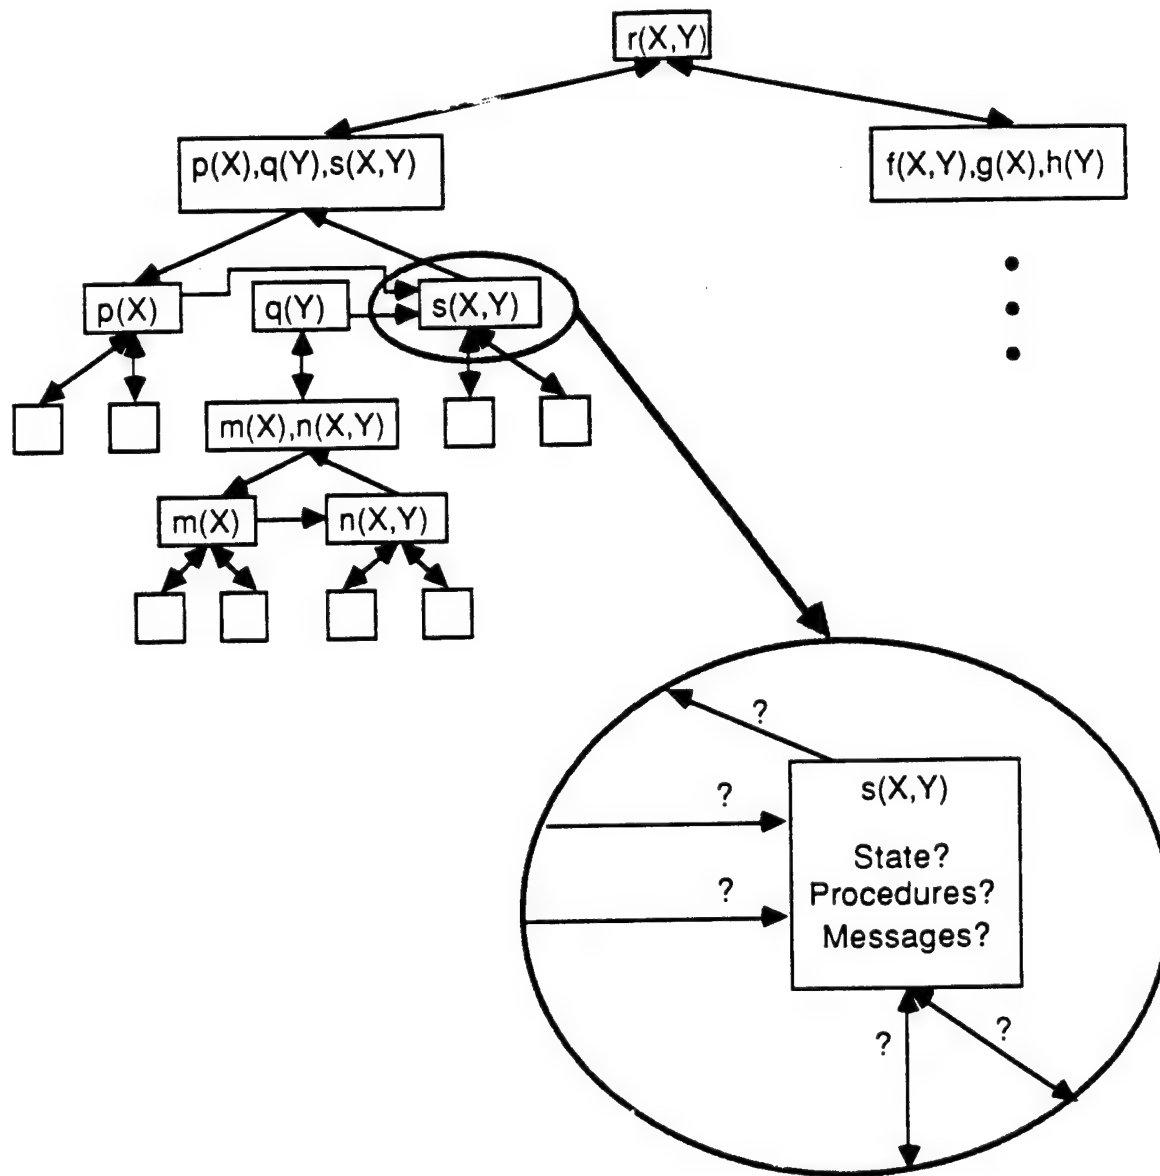 r(X,Y)
p(X),q(Y),s(X,Y)
f(X,Y),g(X),h(Y)
p(X)
q(Y)
s(X,Y)
m(X),n(X,Y)
m(X)
n(X,Y)
?
s(X,Y)
?
State?
Procedures?
?
Messages?
?
?